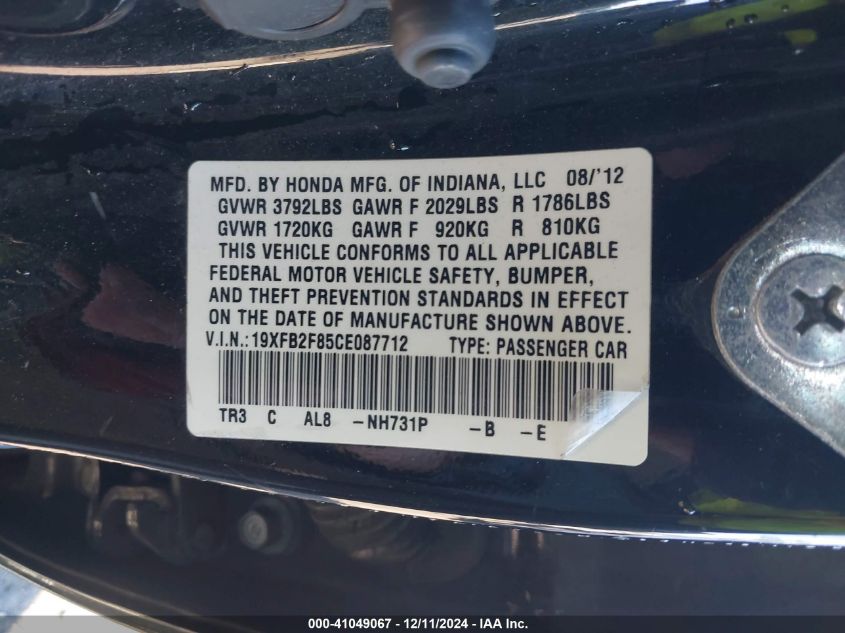 MFD. BY HONDA MFG. OF INDIANA, LLC 08/'12
GVWR 3792LBS GAWR F 2029LBS R 1786LBS
GVWR 1720KG GAWR F 920KG R 810KG
THIS VEHICLE CONFORMS TO ALL APPLICABLE
FEDERAL MOTOR VEHICLE SAFETY, BUMPER,
AND THEFT PREVENTION STANDARDS IN EFFECT
ON THE DATE OF MANUFACTURE SHOWN ABOVE.
V.I.N.:19XFB2F85CE087712 TYPE: PASSENGER CAR
TR3 C AL8 -NH731P -B -E
000-41049067 - 12/11/2024 - IAA Inc.